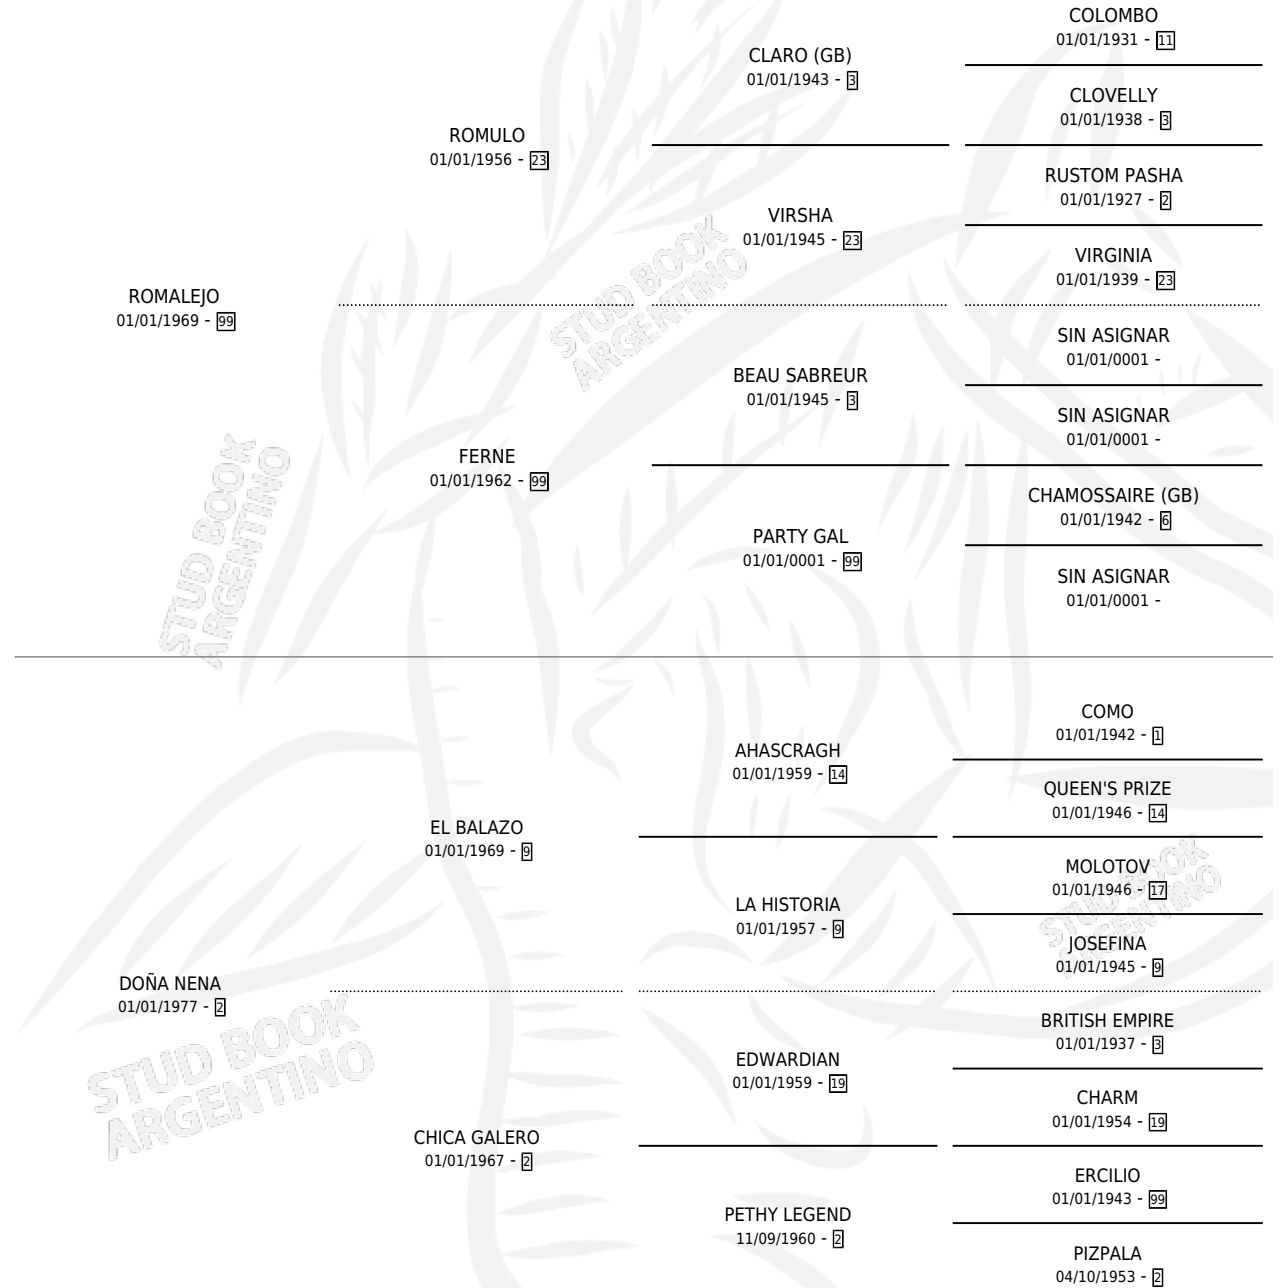 COLOMBO
01/01/1931 - 11
CLARO (GB)
01/01/1943 - 3
CLOVELLY
01/01/1938 - 3
ROMULO
01/01/1956 - 23
RUSTOM PASHA
01/01/1927 - 2
VIRSHA
01/01/1945 - 23
VIRGINIA
01/01/1939 - 23
ROMALEJO
01/01/1969 - 99
SIN ASIGNAR
01/01/0001 -
BEAU SABREUR
01/01/1945 - 3
SIN ASIGNAR
01/01/0001 -
FERNE
01/01/1962 - 99
CHAMOSSAIRE (GB)
01/01/1942 - 6
PARTY GAL
01/01/0001 - 99
SIN ASIGNAR
01/01/0001 -
COMO
01/01/1942 - 1
AHASCRAGH
01/01/1959 - 14
QUEEN'S PRIZE
01/01/1946 - 14
EL BALAZO
01/01/1969 - 9
MOLOTOV
01/01/1946 - 17
LA HISTORIA
01/01/1957 - 9
JOSEFINA
01/01/1945 - 9
DOÑA NENA
01/01/1977 - 2
BRITISH EMPIRE
01/01/1937 - 3
EDWARDIAN
01/01/1959 - 19
CHARM
01/01/1954 - 19
CHICA GALERO
01/01/1967 - 2
ERCILIO
01/01/1943 - 99
PETHY LEGEND
11/09/1960 - 2
PIZPALA
04/10/1953 - 2
STUD BOOK
ARGENTINO
STUD BOOK
ARGENTINO
STUD BOOK
ARGENTINO
STUD BOOK
ARGENTINO